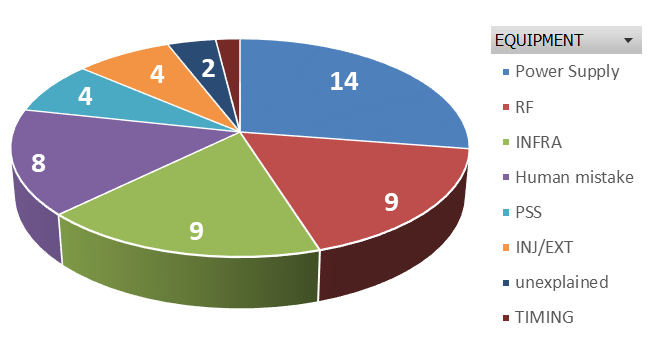 14
9
9
8
4
4
2
EQUIPMENT
Power Supply
RF
INFRA
Human mistake
PSS
INJ/EXT
unexplained
TIMING